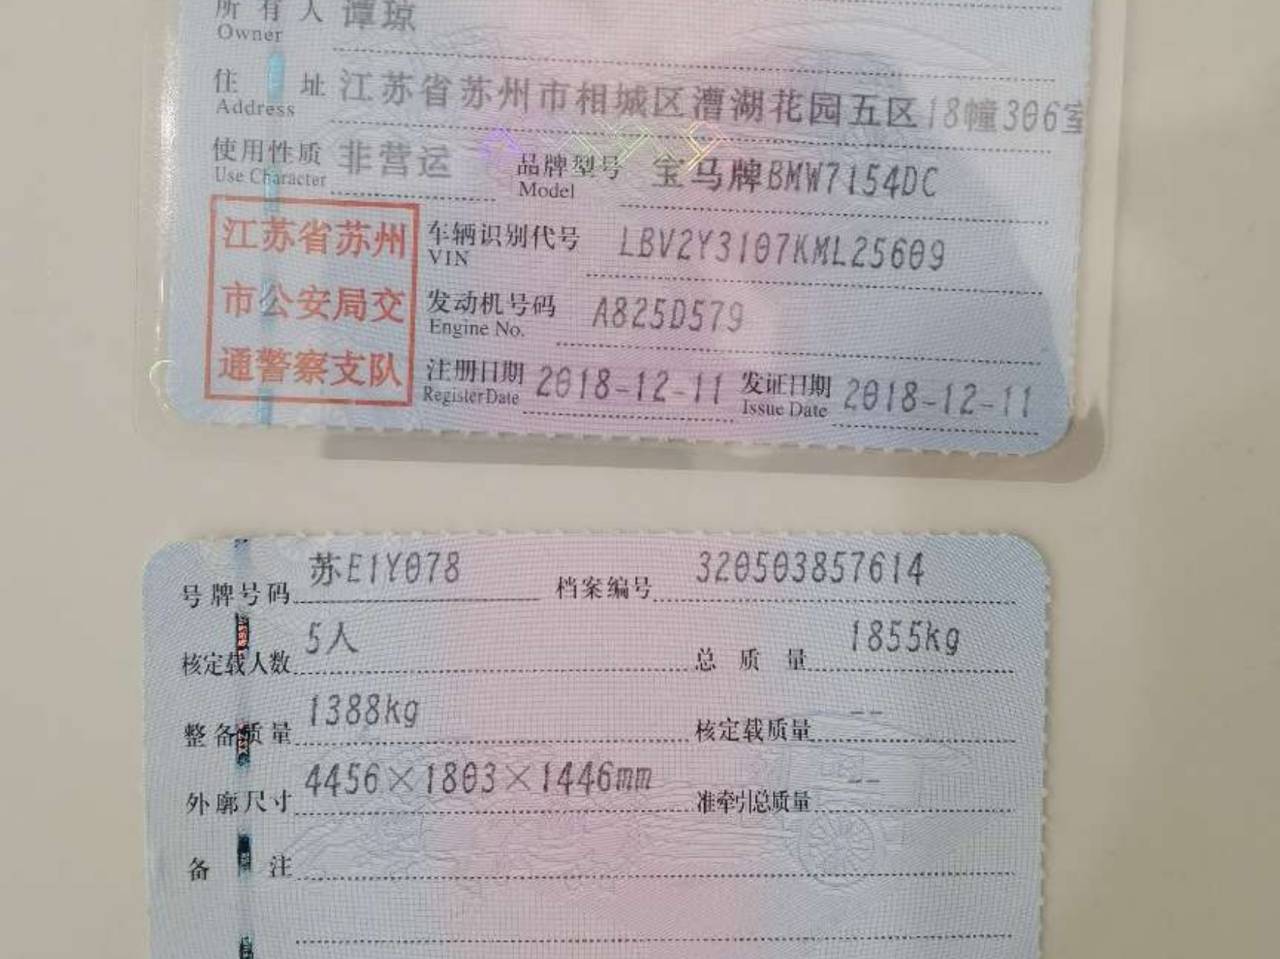 所有人 谭琼
Owner
住址 江苏省苏州市相城区漕湖花园五区18幢306室
Address
使用性质 非营运 品牌型号 宝马牌BMW7154DC
Use Character Model
江苏省苏州
市公安局交
通警察支队
车辆识别代号 LBV2Y3107KML25609
VIN
发动机号码 A825D579
Engine No.
注册日期 2018-12-11 发证日期 2018-12-11
Register Date Issue Date
号牌号码 苏E1Y078 档案编号 320503857614
核定载人数 5人 总质量 1855kg
整备质量 1388kg 核定载质量 --
外廓尺寸 4456×1803×1446mm 准牵引总质量 --
备注